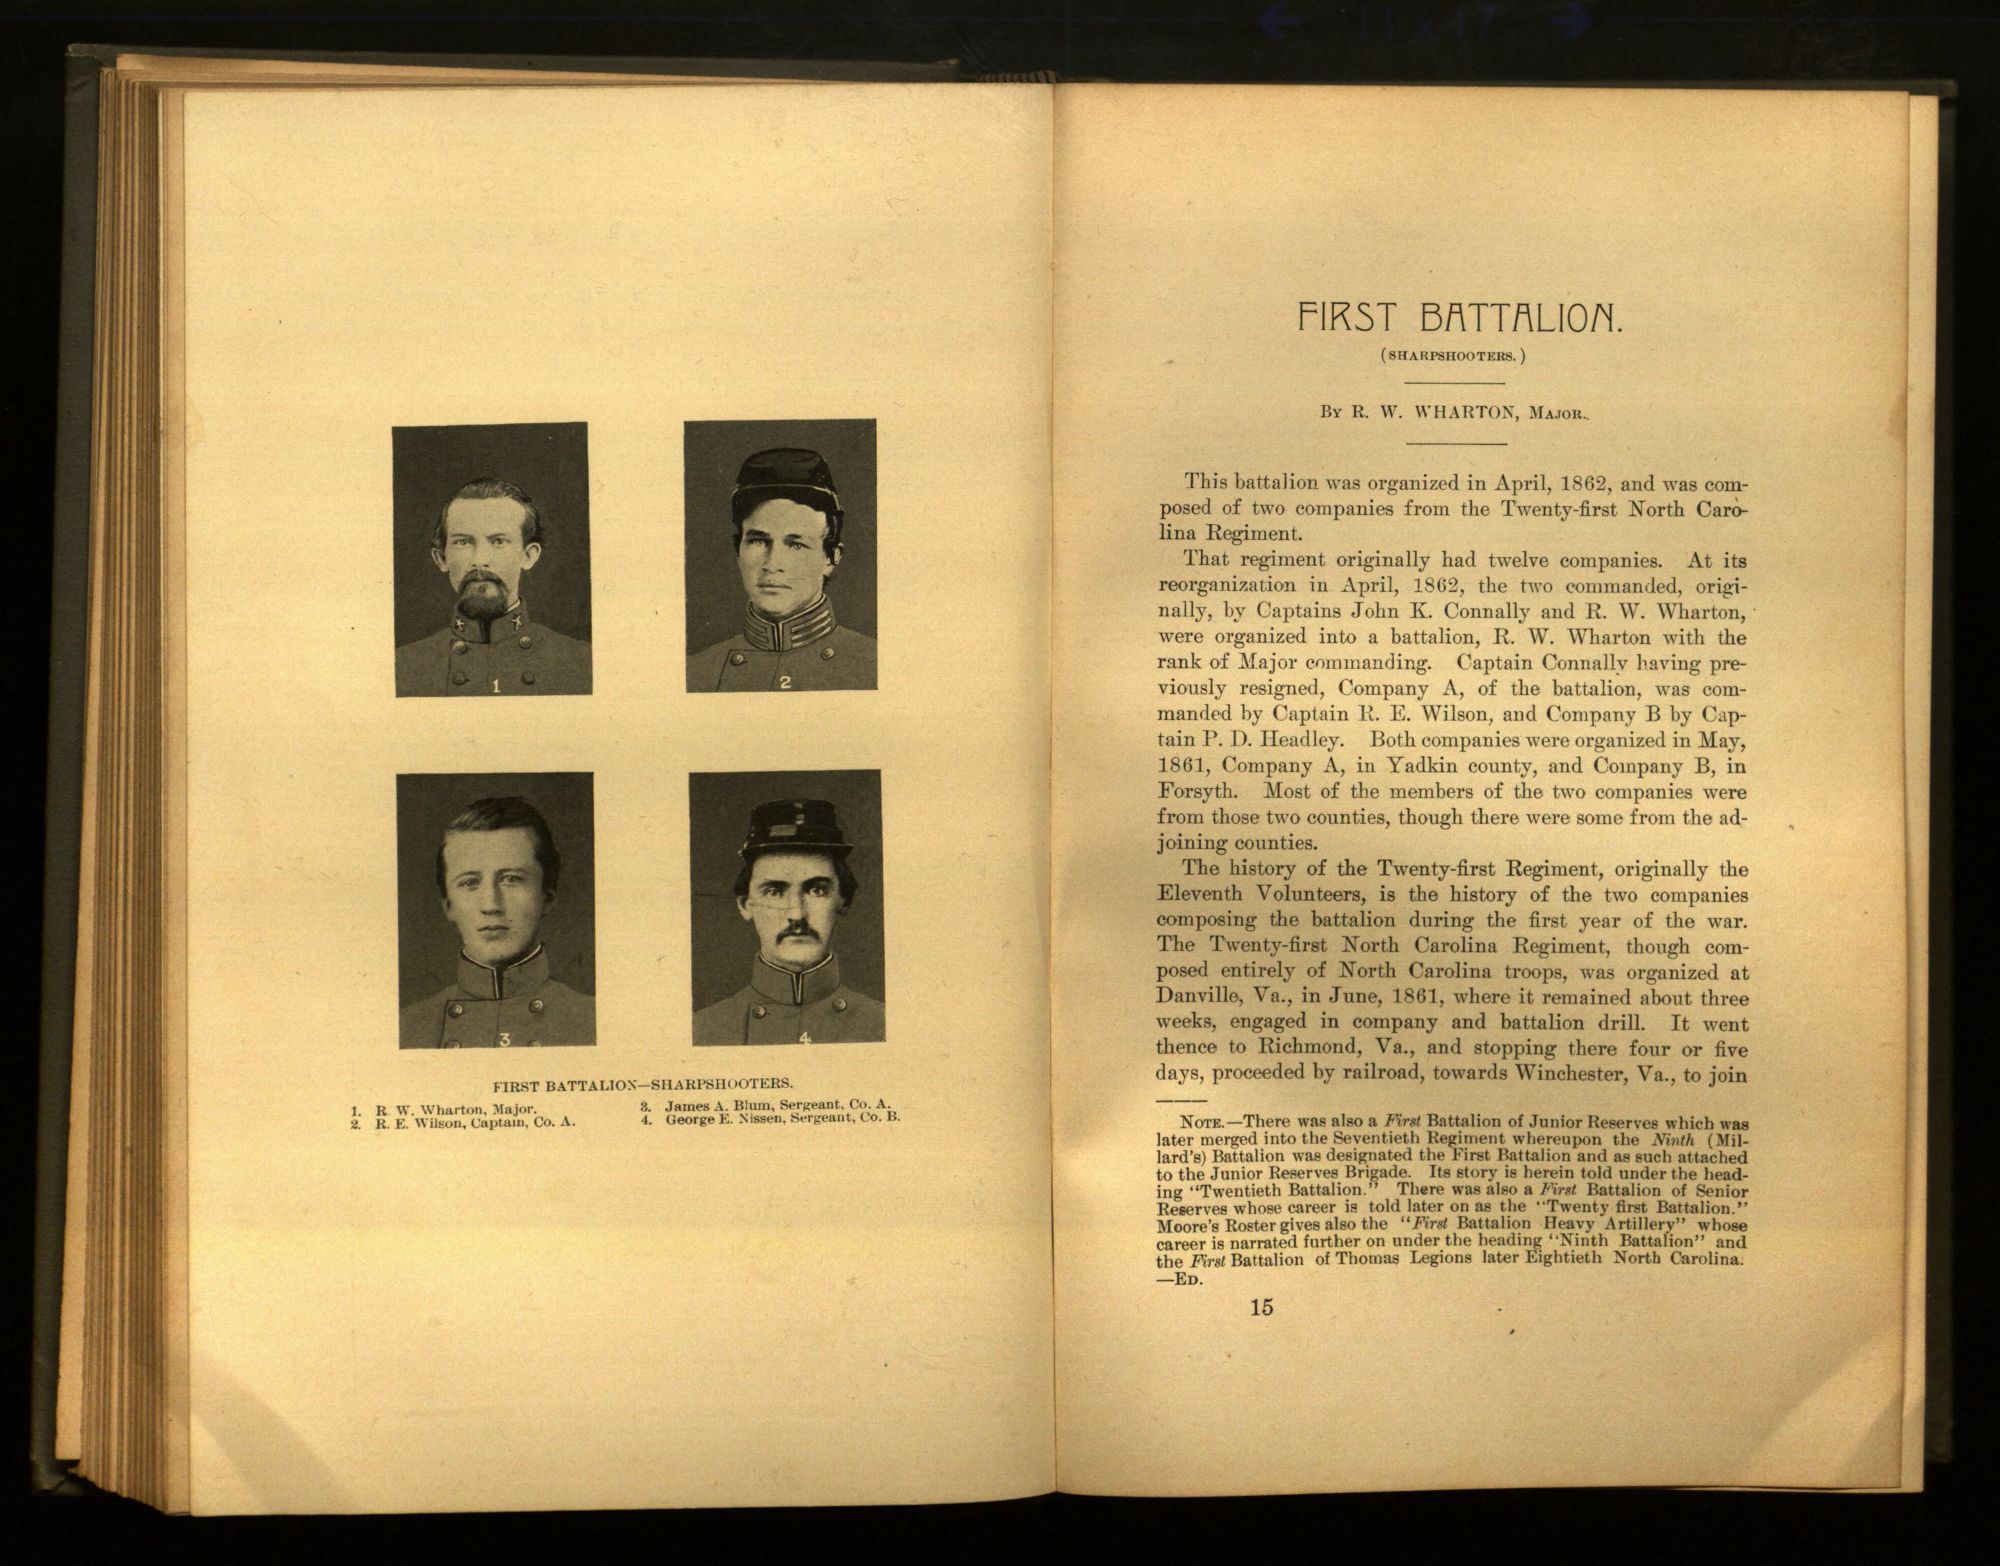 ← 11 x 17 →
1
2
3
4
FIRST BATTALION—SHARPSHOOTERS.
1. R. W. Wharton, Major.
2. R. E. Wilson, Captain, Co. A.
3. James A. Blum, Sergeant, Co. A.
4. George E. Nissen, Sergeant, Co. B.
FIRST BATTALION.
(SHARPSHOOTERS.)
By R. W. WHARTON, Major.
This battalion was organized in April, 1862, and was com-
posed of two companies from the Twenty-first North Caro-
lina Regiment.
That regiment originally had twelve companies. At its
reorganization in April, 1862, the two commanded, origi-
nally, by Captains John K. Connally and R. W. Wharton,
were organized into a battalion, R. W. Wharton with the
rank of Major commanding. Captain Connally having pre-
viously resigned, Company A, of the battalion, was com-
manded by Captain R. E. Wilson, and Company B by Cap-
tain P. D. Headley. Both companies were organized in May,
1861, Company A, in Yadkin county, and Company B, in
Forsyth. Most of the members of the two companies were
from those two counties, though there were some from the ad-
joining counties.
The history of the Twenty-first Regiment, originally the
Eleventh Volunteers, is the history of the two companies
composing the battalion during the first year of the war.
The Twenty-first North Carolina Regiment, though com-
posed entirely of North Carolina troops, was organized at
Danville, Va., in June, 1861, where it remained about three
weeks, engaged in company and battalion drill. It went
thence to Richmond, Va., and stopping there four or five
days, proceeded by railroad, towards Winchester, Va., to join
Note.—There was also a First Battalion of Junior Reserves which was
later merged into the Seventieth Regiment whereupon the Ninth (Mil-
lard's) Battalion was designated the First Battalion and as such attached
to the Junior Reserves Brigade. Its story is herein told under the head-
ing "Twentieth Battalion." There was also a First Battalion of Senior
Reserves whose career is told later on as the "Twenty first Battalion."
Moore's Roster gives also the "First Battalion Heavy Artillery" whose
career is narrated further on under the heading "Ninth Battalion" and
the First Battalion of Thomas Legions later Eightieth North Carolina.
—Ed.
15